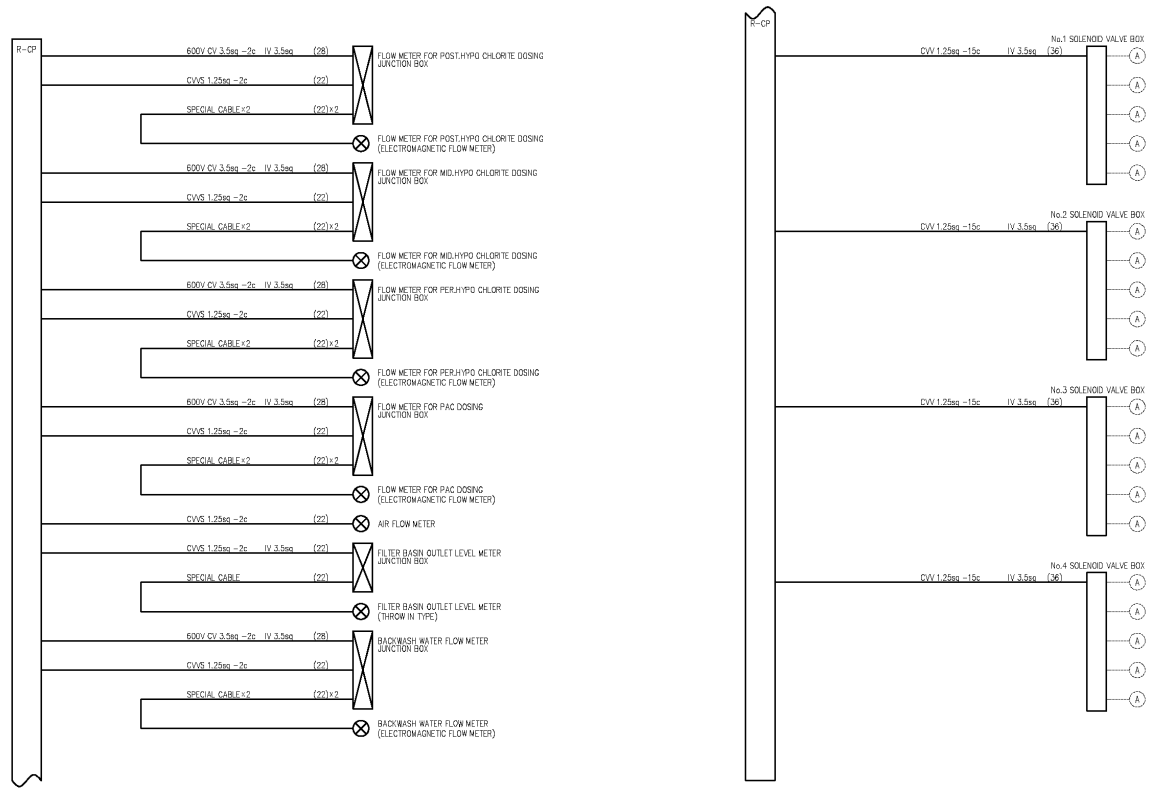 R-CP
600V CV 3.5sq -2c IV 3.5sq (28)
FLOW METER FOR POST.HYPO CHLORITE DOSING
JUNCTION BOX
CVVS 1.25sq -2c (22)
SPECIAL CABLE×2 (22)×2
FLOW METER FOR POST.HYPO CHLORITE DOSING
(ELECTROMAGNETIC FLOW METER)
600V CV 3.5sq -2c IV 3.5sq (28)
FLOW METER FOR MID.HYPO CHLORITE DOSING
JUNCTION BOX
CVVS 1.25sq -2c (22)
SPECIAL CABLE×2 (22)×2
FLOW METER FOR MID.HYPO CHLORITE DOSING
(ELECTROMAGNETIC FLOW METER)
600V CV 3.5sq -2c IV 3.5sq (28)
FLOW METER FOR PER.HYPO CHLORITE DOSING
JUNCTION BOX
CVVS 1.25sq -2c (22)
SPECIAL CABLE×2 (22)×2
FLOW METER FOR PER.HYPO CHLORITE DOSING
(ELECTROMAGNETIC FLOW METER)
600V CV 3.5sq -2c IV 3.5sq (28)
FLOW METER FOR PAC DOSING
JUNCTION BOX
CVVS 1.25sq -2c (22)
SPECIAL CABLE×2 (22)×2
FLOW METER FOR PAC DOSING
(ELECTROMAGNETIC FLOW METER)
CVVS 1.25sq -2c (22)
AIR FLOW METER
CVVS 1.25sq -2c IV 3.5sq (22)
FILTER BASIN OUTLET LEVEL METER
JUNCTION BOX
SPECIAL CABLE (22)
FILTER BASIN OUTLET LEVEL METER
(THROW IN TYPE)
600V CV 3.5sq -2c IV 3.5sq (28)
BACKWASH WATER FLOW METER
JUNCTION BOX
CVVS 1.25sq -2c (22)
SPECIAL CABLE×2 (22)×2
BACKWASH WATER FLOW METER
(ELECTROMAGNETIC FLOW METER)
R-CP
No.1 SOLENOID VALVE BOX
CVV 1.25sq -15c IV 3.5sq (36)
A
A
A
A
A
No.2 SOLENOID VALVE BOX
CVV 1.25sq -15c IV 3.5sq (36)
A
A
A
A
A
No.3 SOLENOID VALVE BOX
CVV 1.25sq -15c IV 3.5sq (36)
A
A
A
A
A
No.4 SOLENOID VALVE BOX
CVV 1.25sq -15c IV 3.5sq (36)
A
A
A
A
A